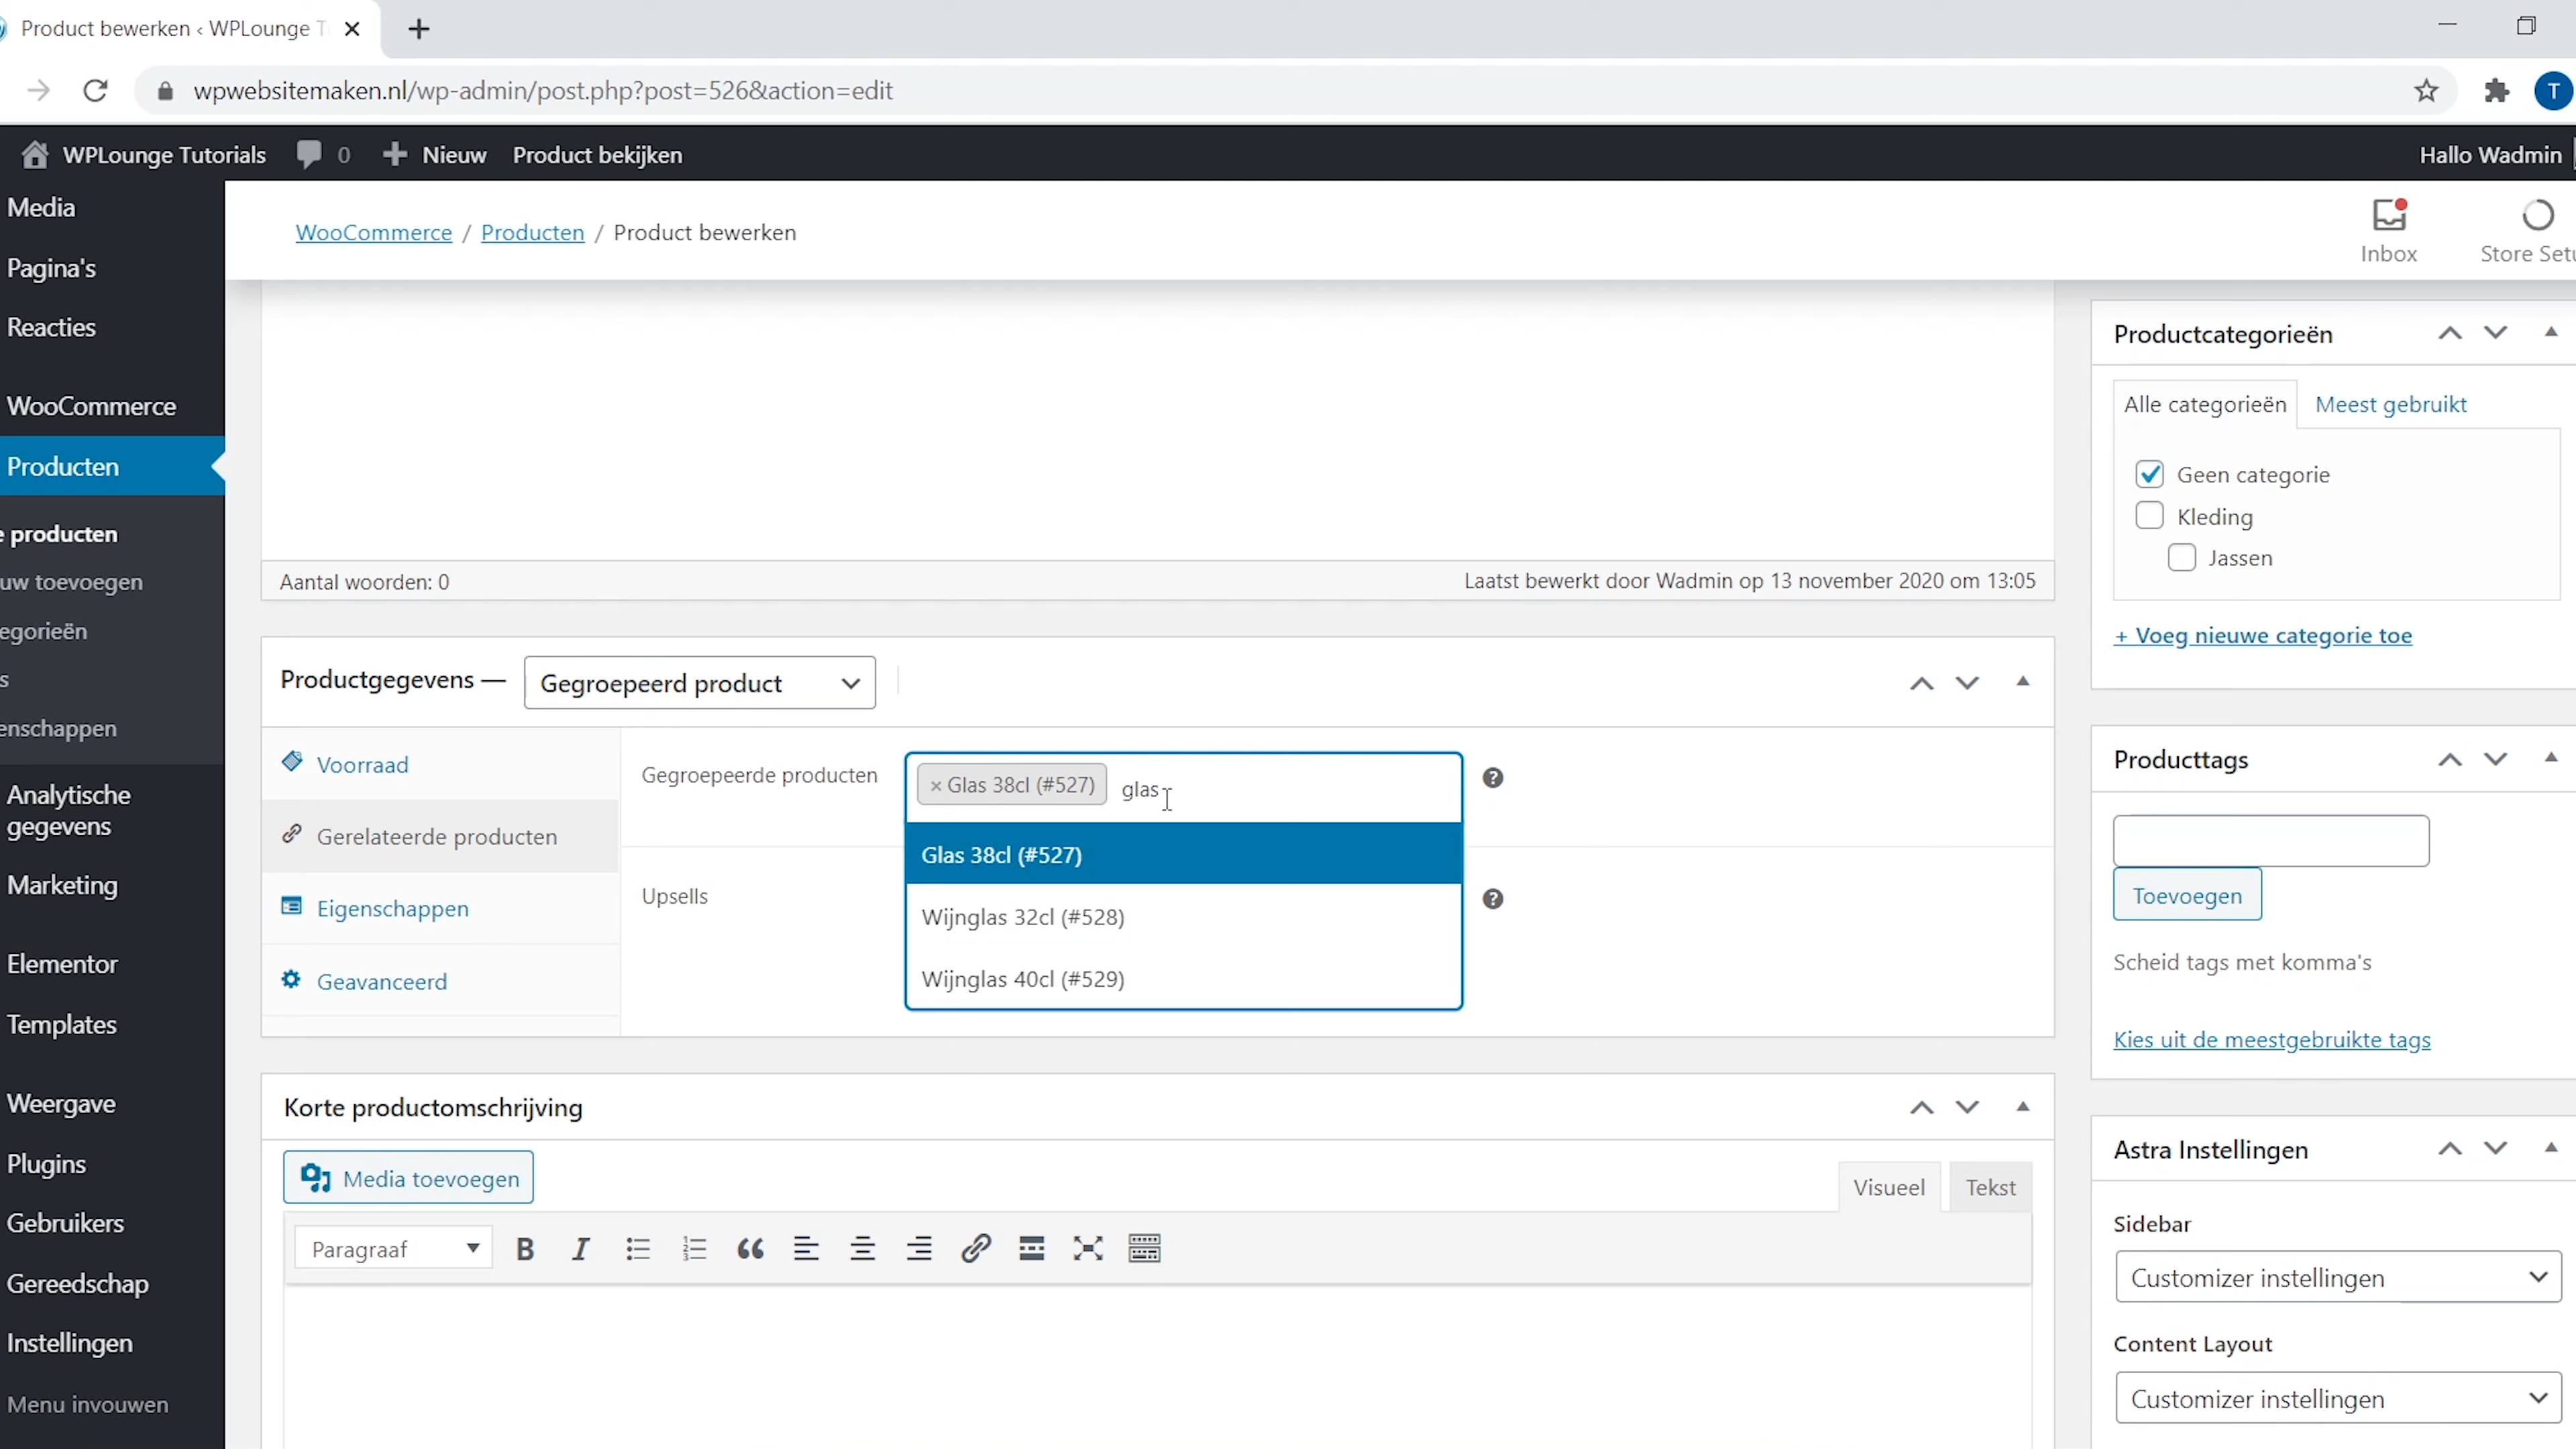 Product bewerken ‹ WPLounge T
wpwebsitemaken.nl/wp-admin/post.php?post=526&action=edit
T
WPLounge Tutorials
0
Nieuw
Product bekijken
Hallo Wadmin
Media
Pagina's
Reacties
WooCommerce
Producten
e producten
uw toevoegen
egorieën
s
enschappen
Analytische
gegevens
Marketing
Elementor
Templates
Weergave
Plugins
Gebruikers
Gereedschap
Instellingen
Menu invouwen
WooCommerce / Producten / Product bewerken
Inbox
Store Setu
Aantal woorden: 0
Laatst bewerkt door Wadmin op 13 november 2020 om 13:05
Productgegevens —
Gegroepeerd product
Voorraad
Gerelateerde producten
Eigenschappen
Geavanceerd
Gegroepeerde producten
× Glas 38cl (#527)
glas
Glas 38cl (#527)
Wijnglas 32cl (#528)
Wijnglas 40cl (#529)
Upsells
Korte productomschrijving
Media toevoegen
Visueel
Tekst
Paragraaf
Productcategorieën
Alle categorieën
Meest gebruikt
Geen categorie
Kleding
Jassen
+ Voeg nieuwe categorie toe
Producttags
Toevoegen
Scheid tags met komma's
Kies uit de meestgebruikte tags
Astra Instellingen
Sidebar
Customizer instellingen
Content Layout
Customizer instellingen